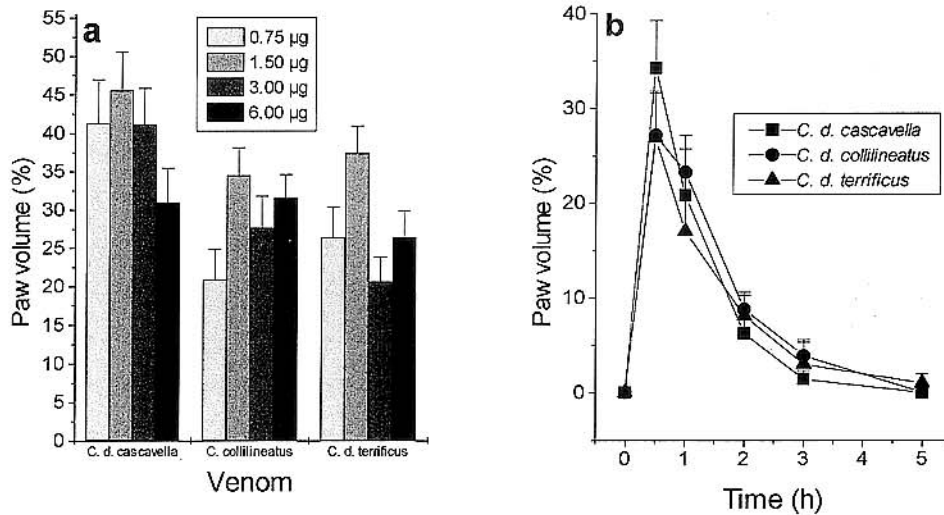 a
55
50
45
40
35
30
25
20
15
10
5
0
Paw volume (%)
0.75 µg
1.50 µg
3.00 µg
6.00 µg
C. d. cascavella
C. collilineatus
C. d. terrificus
Venom
b
40
30
20
10
0
Paw volume (%)
C. d. cascavella
C. d. collilineatus
C. d. terrificus
0 1 2 3 4 5
Time (h)